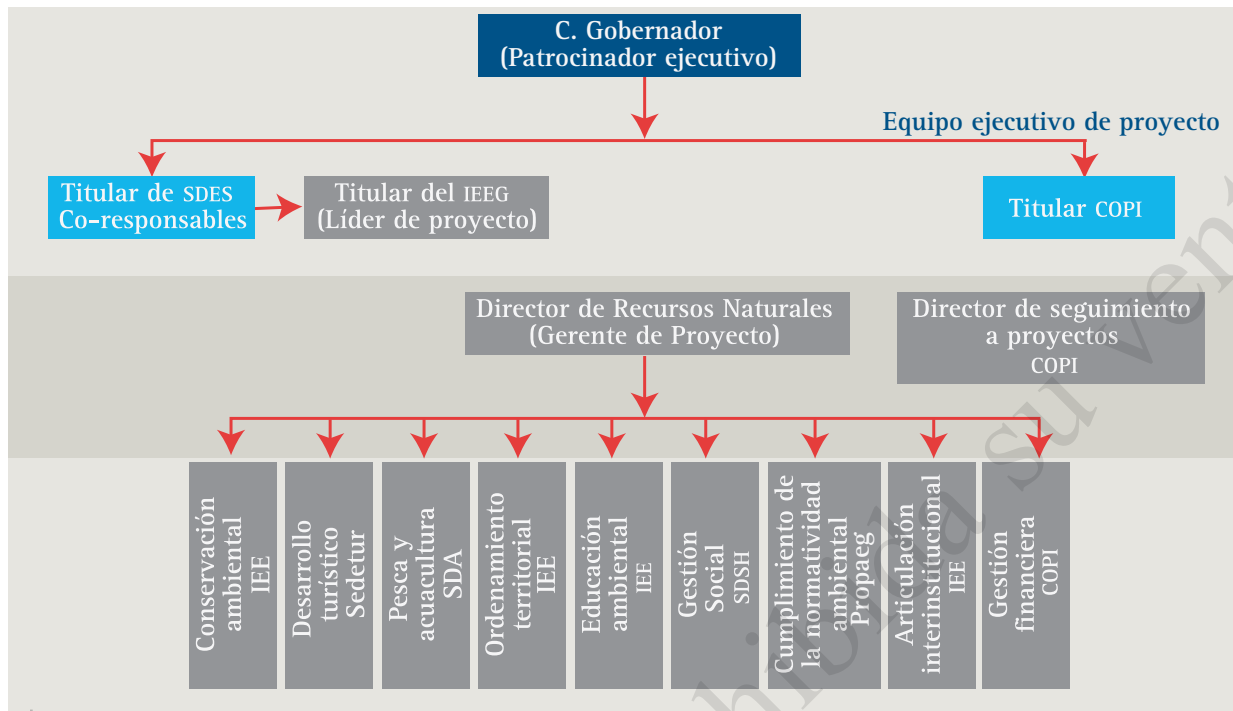 C. Gobernador
(Patrocinador ejecutivo)
Equipo ejecutivo de proyecto
Titular de SDES
Co-responsables
Titular del IEEG
(Líder de proyecto)
Titular COPI
Director de Recursos Naturales
(Gerente de Proyecto)
Director de seguimiento
a proyectos
COPI
Conservación
ambiental
IEE
Desarrollo
turístico
Sedetur
Pesca y
acuacultura
SDA
Ordenamiento
territorial
IEE
Educación
ambiental
IEE
Gestión
Social
SDSH
Cumplimiento de
la normatividad
ambiental
Propaeg
Articulación
interinstitucional
IEE
Gestión
financiera
COPI
su